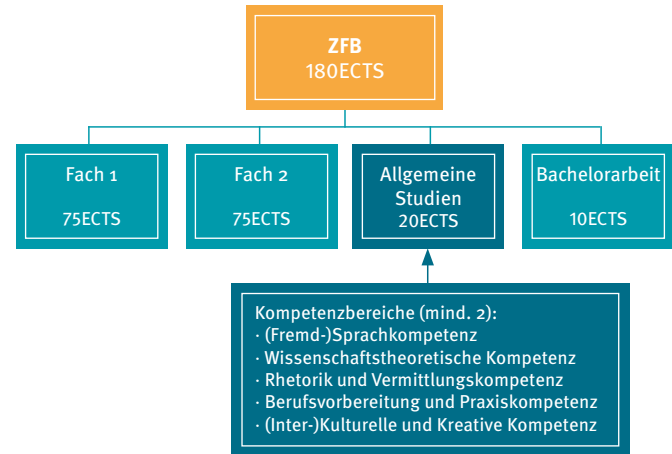 ZFB
180ECTS
Fach 1
75ECTS
Fach 2
75ECTS
Allgemeine
Studien
20ECTS
Bachelorarbeit
10ECTS
Kompetenzbereiche (mind. 2):
· (Fremd-)Sprachkompetenz
· Wissenschaftstheoretische Kompetenz
· Rhetorik und Vermittlungskompetenz
· Berufsvorbereitung und Praxiskompetenz
· (Inter-)Kulturelle und Kreative Kompetenz